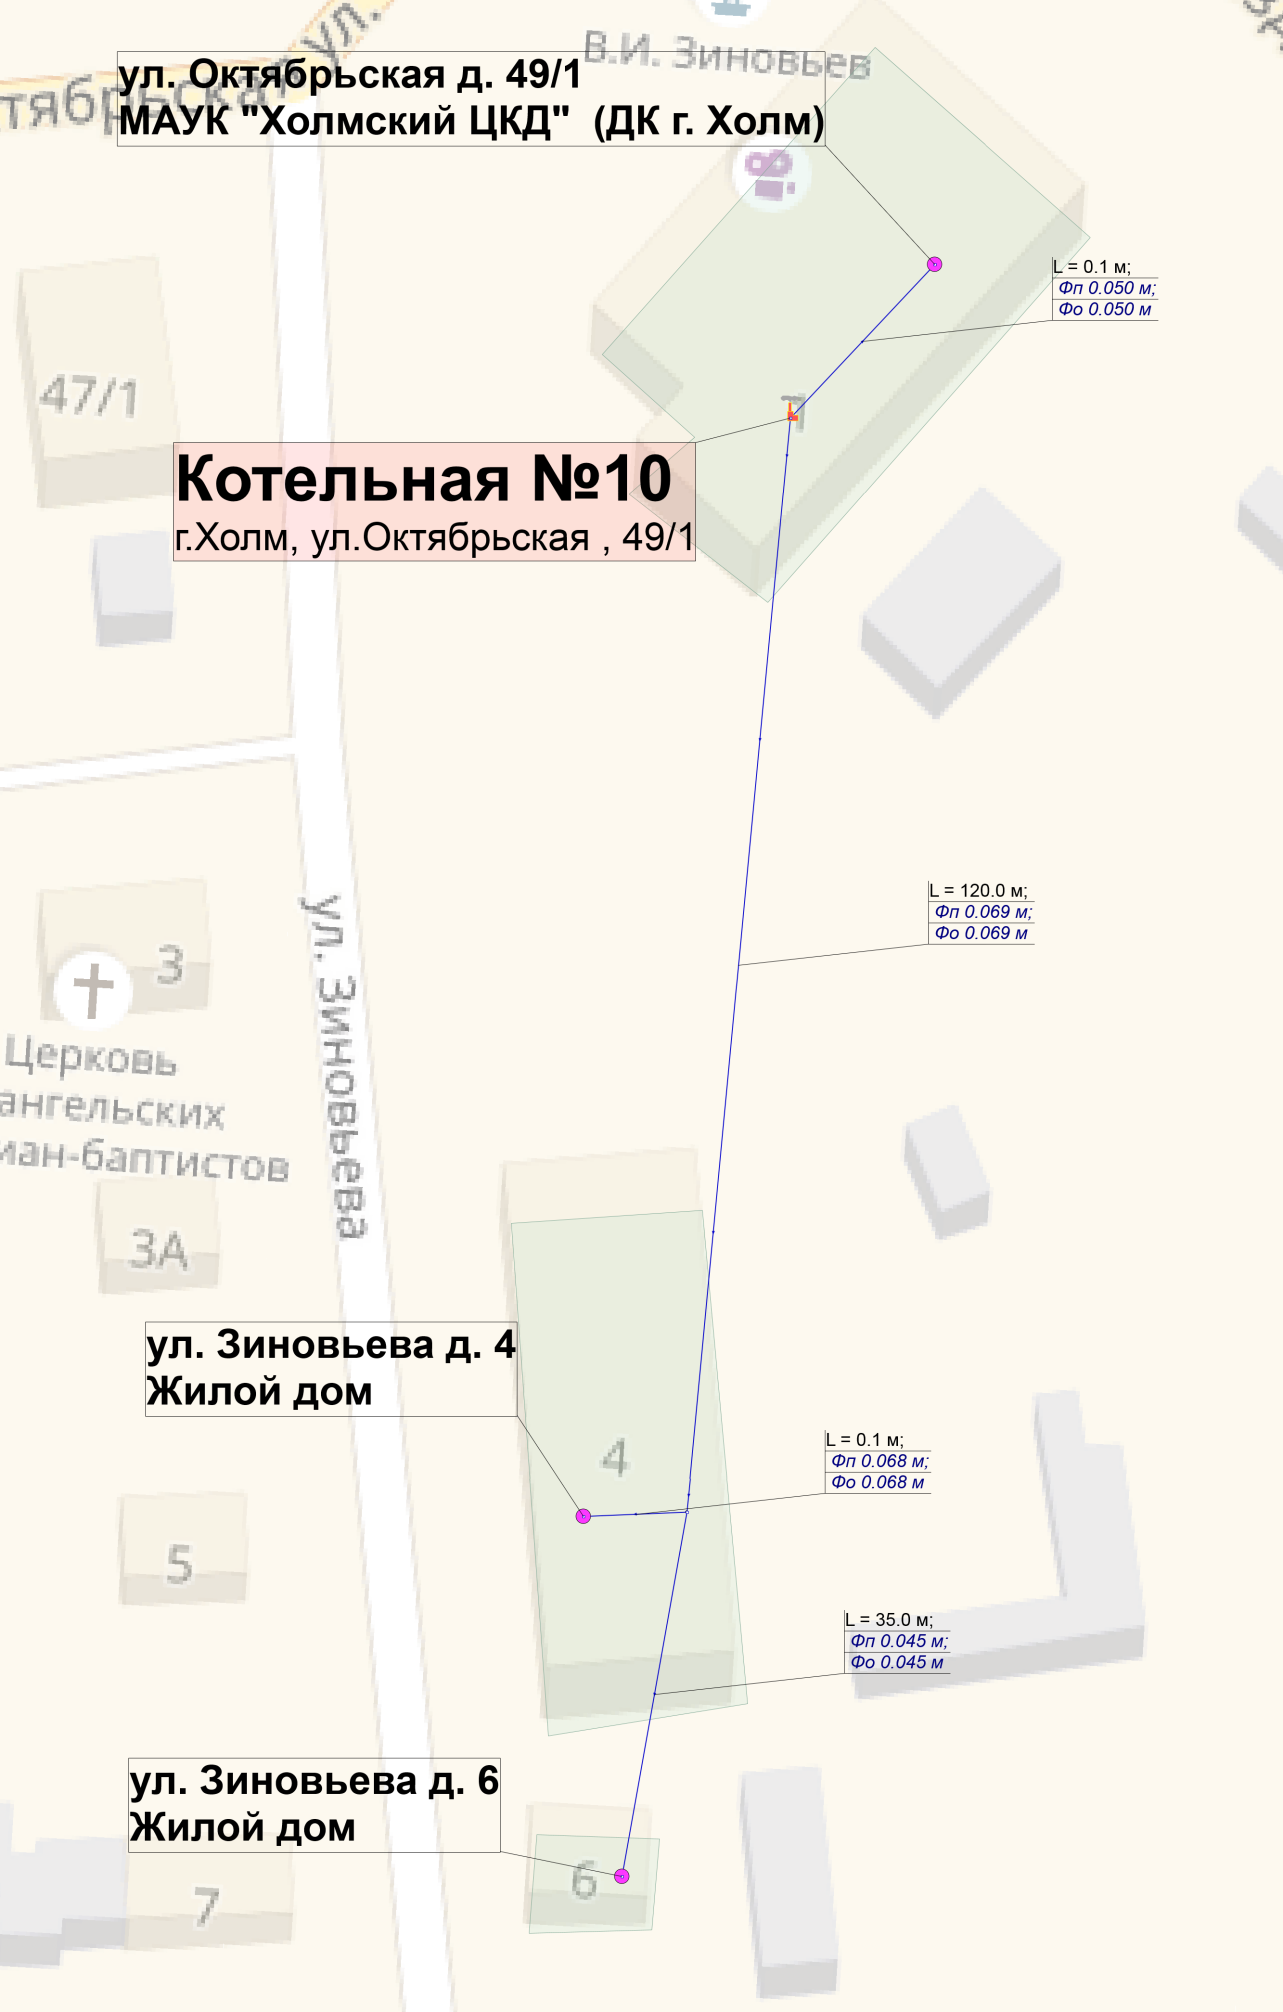 ул.
В.И. Зиновьев
ул. Октябрьская д. 49/1
МАУК "Холмский ЦКД" (ДК г. Холм)
L = 0.1 м;
Фп 0.050 м;
Фо 0.050 м
47/1
Котельная №10
г.Холм, ул.Октябрьская , 49/1
L = 120.0 м;
Фп 0.069 м;
Фо 0.069 м
3
ул. Зиновьева
Церковь
ангельских
ман-баптистов
3А
ул. Зиновьева д. 4
Жилой дом
4
L = 0.1 м;
Фп 0.068 м;
Фо 0.068 м
5
L = 35.0 м;
Фп 0.045 м;
Фо 0.045 м
ул. Зиновьева д. 6
Жилой дом
6
7